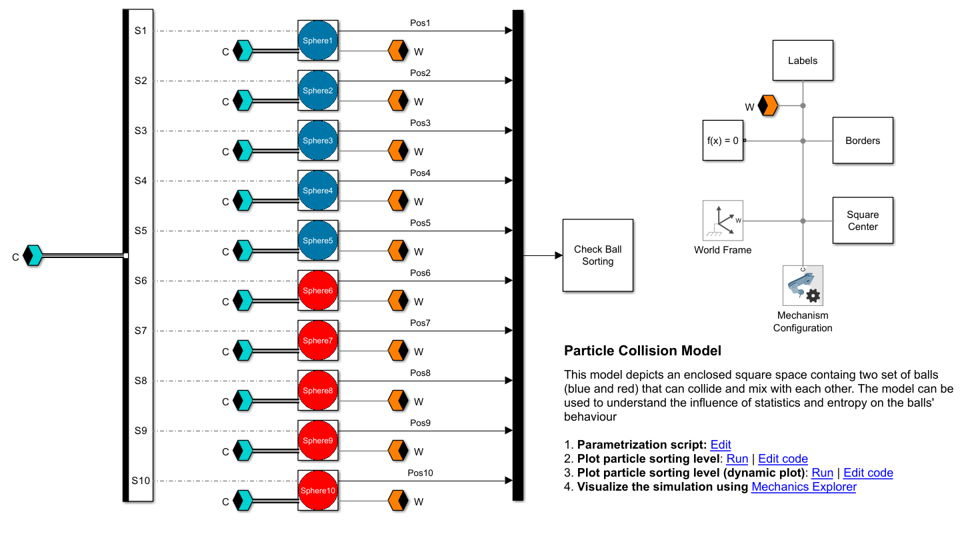 S1
Sphere1
Pos1
C
W
S2
Sphere2
Pos2
C
W
S3
Sphere3
Pos3
C
W
S4
Sphere4
Pos4
C
W
S5
Sphere5
Pos5
C
W
C
S6
Sphere6
Pos6
C
W
S7
Sphere7
Pos7
C
W
S8
Sphere8
Pos8
C
W
S9
Sphere9
Pos9
C
W
S10
Sphere10
Pos10
C
W
Check Ball
Sorting
Labels
W
f(x) = 0
Borders
W
World Frame
Square
Center
C
Mechanism
Configuration
Particle Collision Model
This model depicts an enclosed square space containg two set of balls
(blue and red) that can collide and mix with each other. The model can be
used to understand the influence of statistics and entropy on the balls'
behaviour
1. Parametrization script: Edit
2. Plot particle sorting level: Run | Edit code
3. Plot particle sorting level (dynamic plot): Run | Edit code
4. Visualize the simulation using Mechanics Explorer